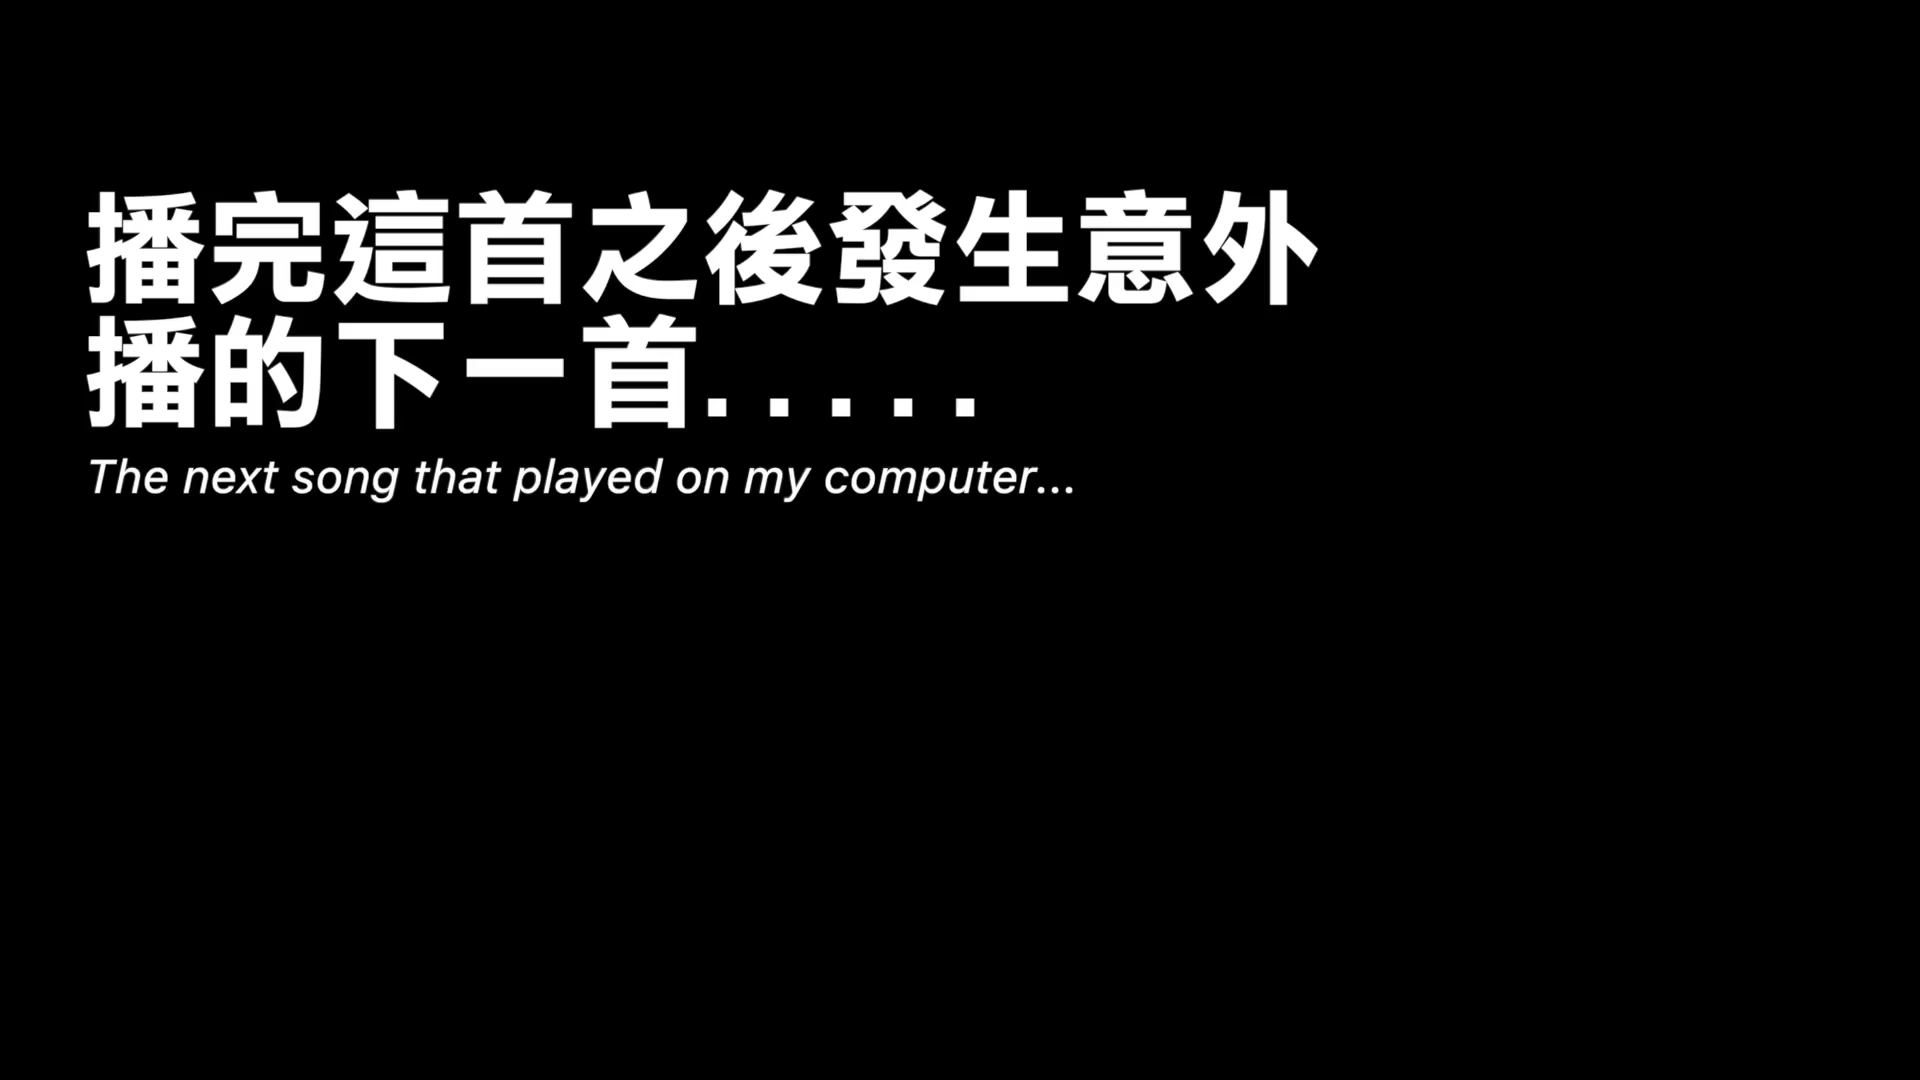 播完這首之後發生意外
播的下一首.....
The next song that played on my computer...